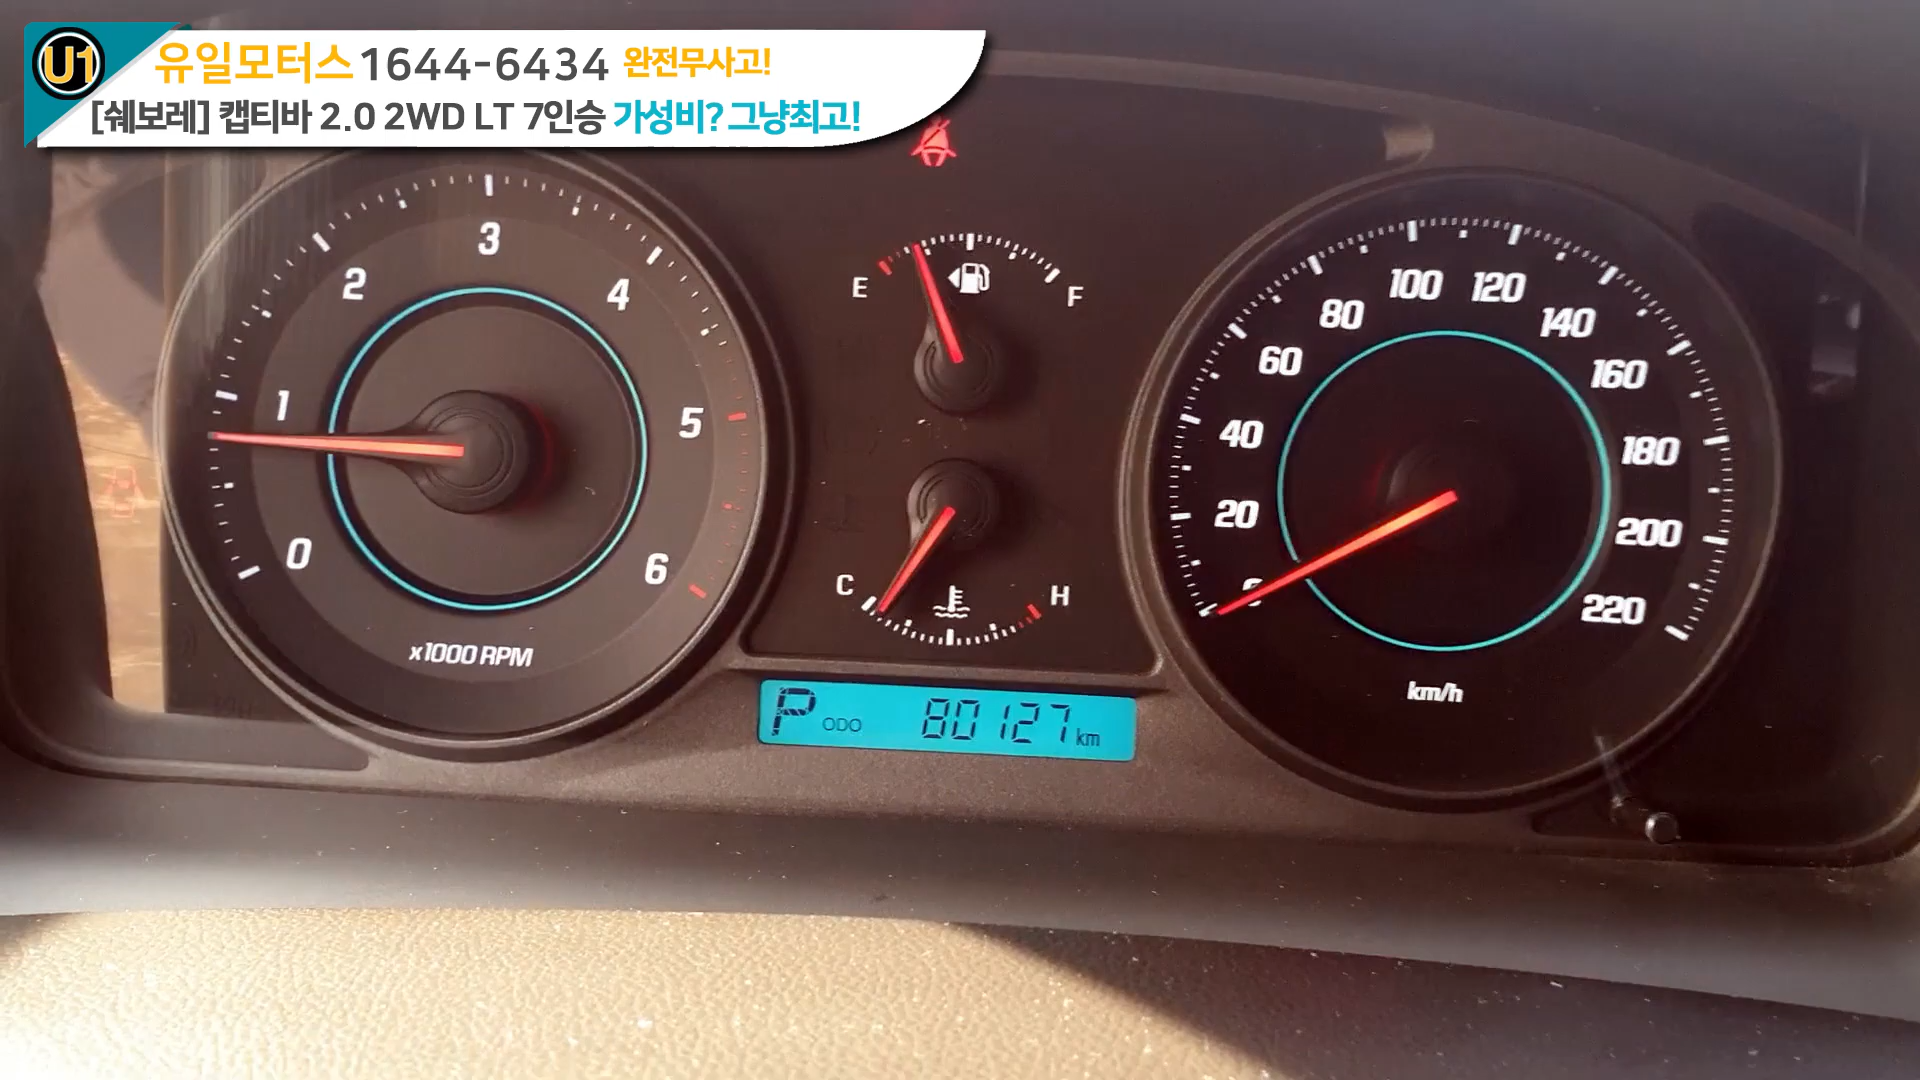 U1 유일모터스 1644-6434 완전무사고!
[쉐보레] 캡티바 2.0 2WD LT 7인승 가성비? 그냥최고!
0 1 2 3 4 5 6
x1000 RPM
E F
C H
P ODO 80127 km
0 20 40 60 80 100 120 140 160 180 200 220
km/h